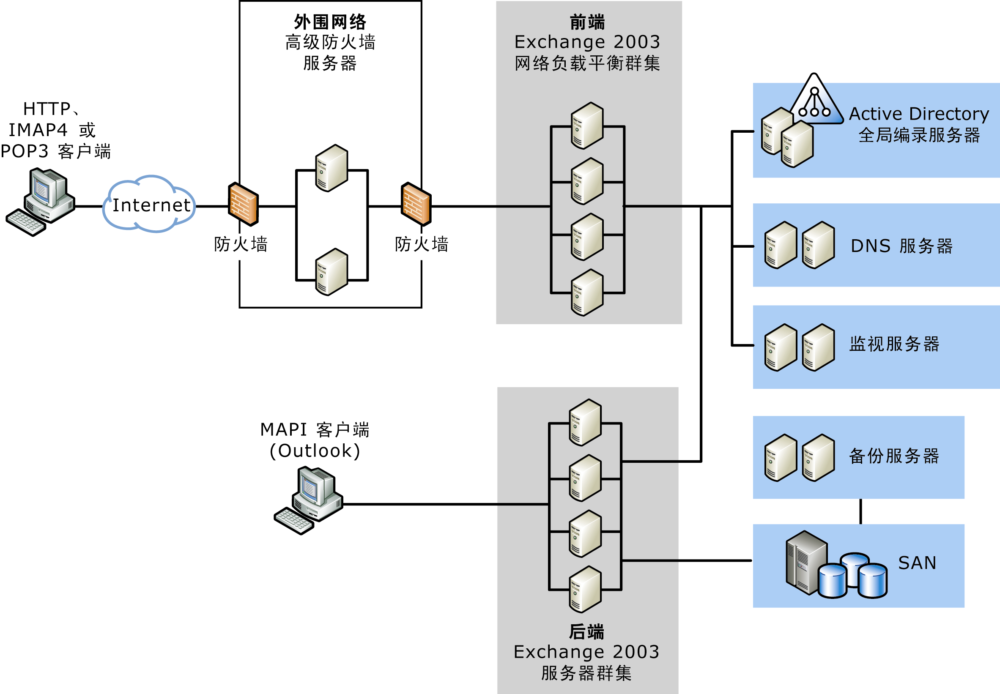 外围网络
高级防火墙
服务器
前端
Exchange 2003
网络负载平衡群集
HTTP、
IMAP4 或
POP3 客户端
Internet
防火墙
防火墙
Active Directory
全局编录服务器
DNS 服务器
监视服务器
MAPI 客户端
(Outlook)
备份服务器
SAN
后端
Exchange 2003
服务器群集